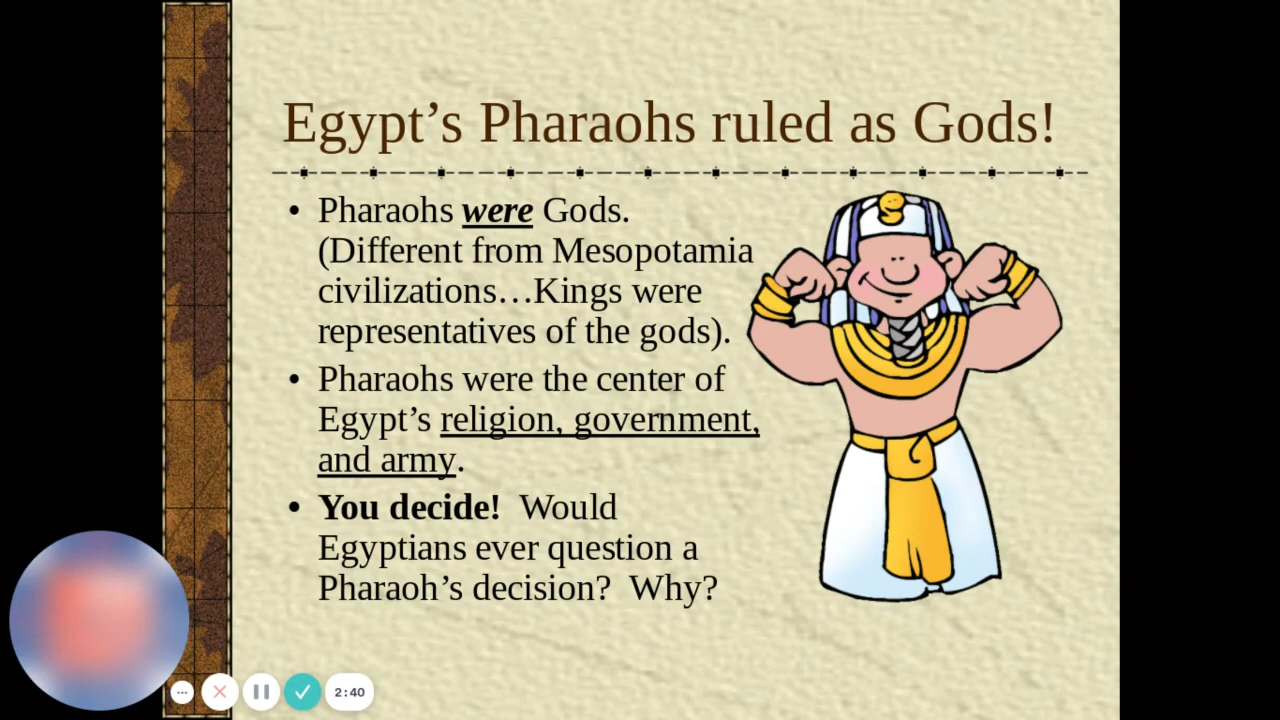 Egypt’s Pharaohs ruled as Gods!
• Pharaohs were Gods.
(Different from Mesopotamia
civilizations…Kings were
representatives of the gods).
• Pharaohs were the center of
Egypt’s religion, government,
and army.
• You decide!  Would
Egyptians ever question a
Pharaoh’s decision?  Why?
2:40